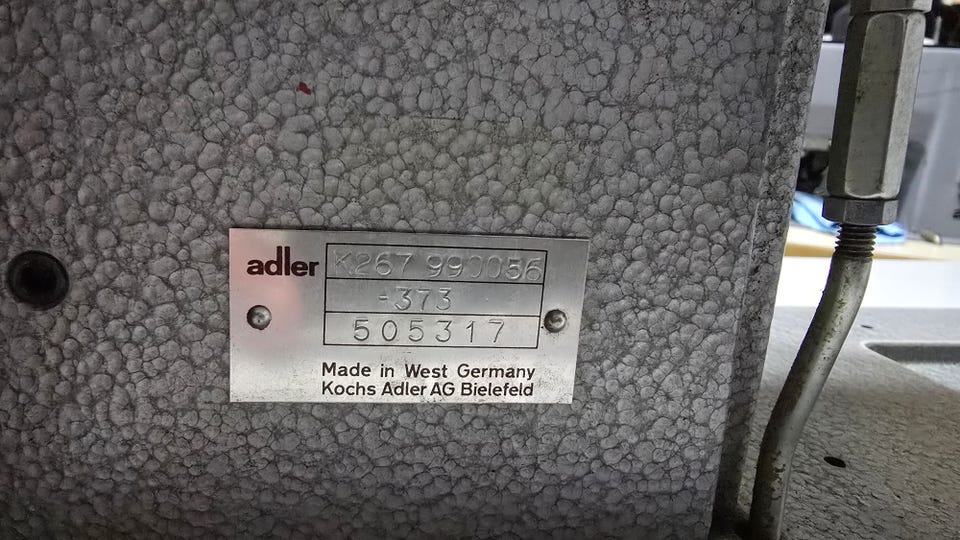 adler K267 990056
-373
505317
Made in West Germany
Kochs Adler AG Bielefeld